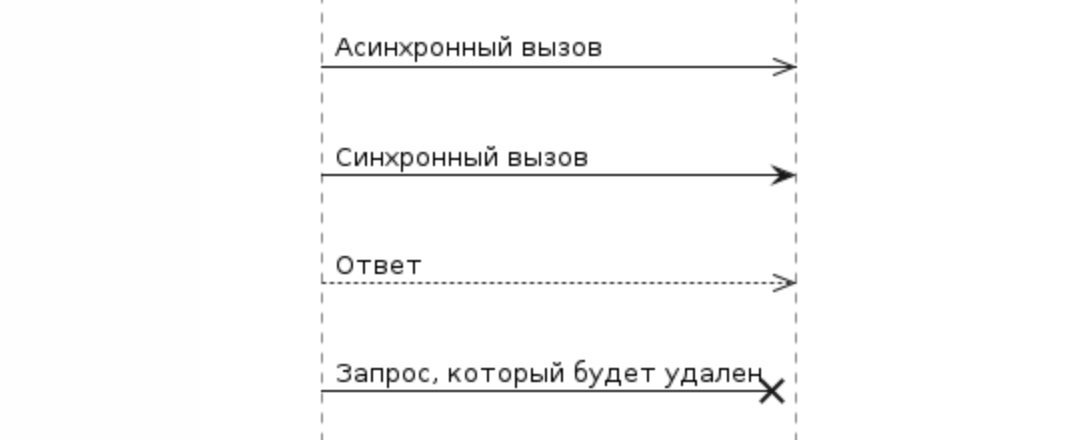 Асинхронный вызов
Синхронный вызов
Ответ
Запрос, который будет удален